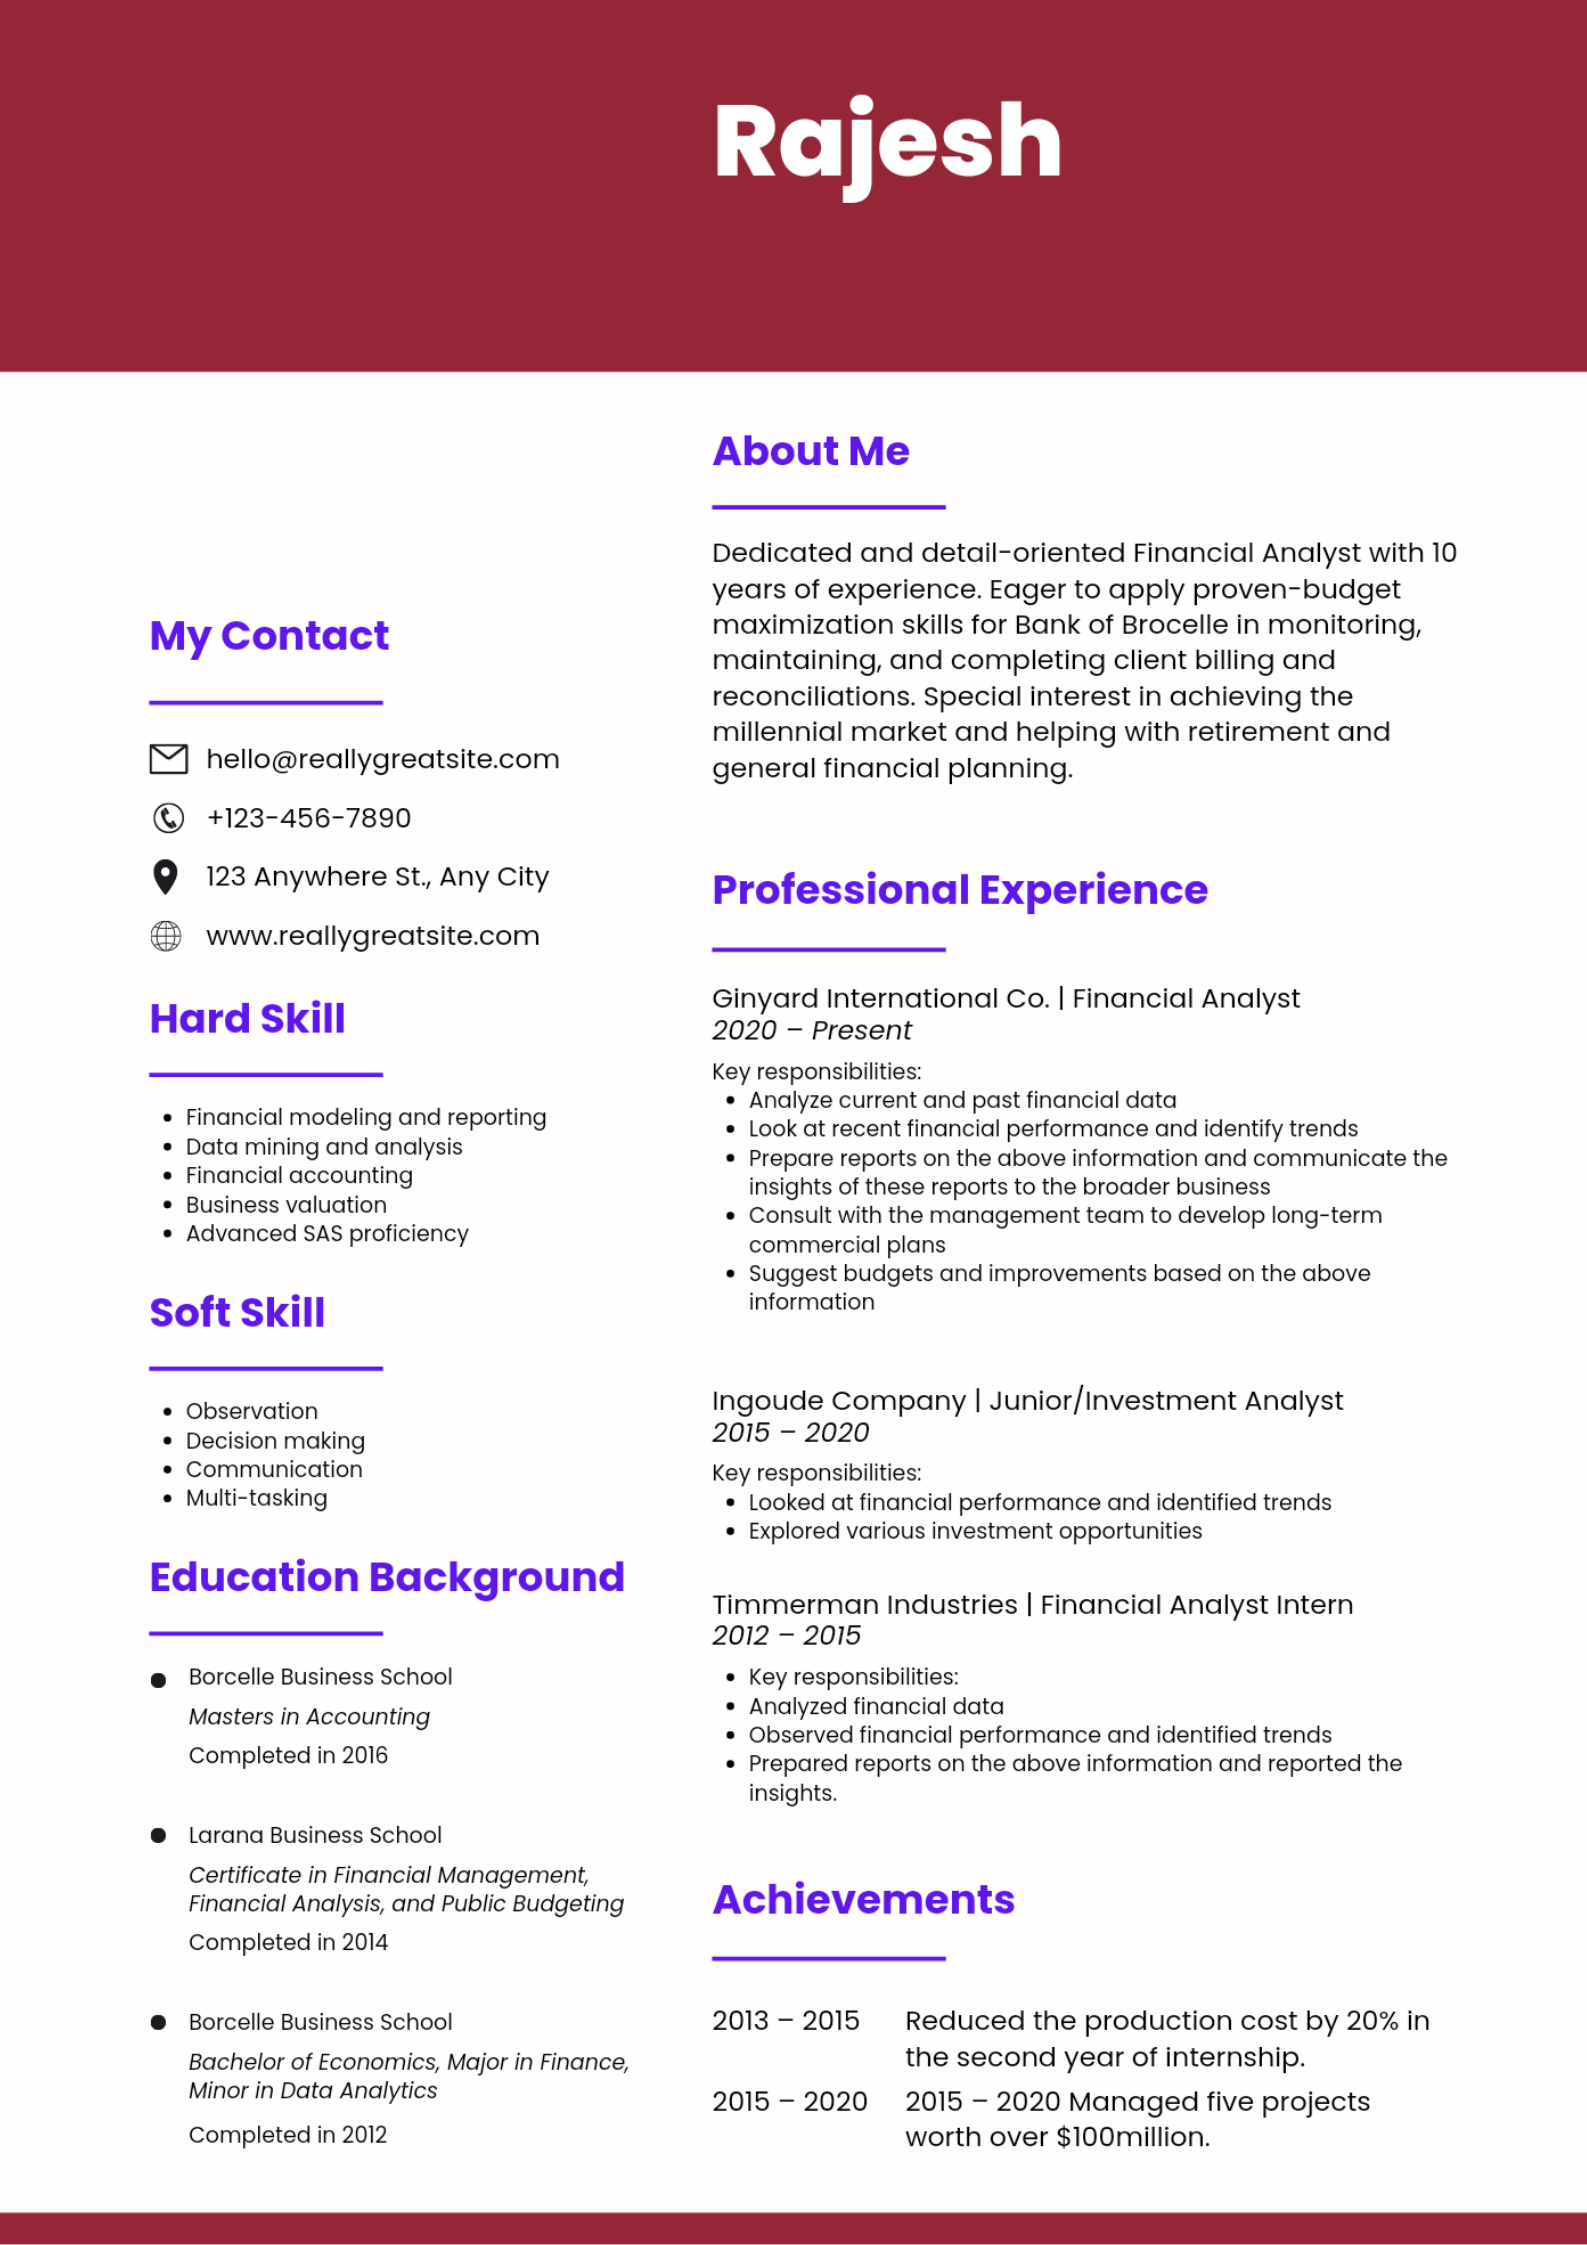 Rajesh
My Contact
hello@reallygreatsite.com
+123-456-7890
123 Anywhere St., Any City
www.reallygreatsite.com
Hard Skill
• Financial modeling and reporting
• Data mining and analysis
• Financial accounting
• Business valuation
• Advanced SAS proficiency
Soft Skill
• Observation
• Decision making
• Communication
• Multi-tasking
Education Background
• Borcelle Business School
Masters in Accounting
Completed in 2016
• Larana Business School
Certificate in Financial Management,
Financial Analysis, and Public Budgeting
Completed in 2014
• Borcelle Business School
Bachelor of Economics, Major in Finance,
Minor in Data Analytics
Completed in 2012
About Me
Dedicated and detail-oriented Financial Analyst with 10
years of experience. Eager to apply proven-budget
maximization skills for Bank of Brocelle in monitoring,
maintaining, and completing client billing and
reconciliations. Special interest in achieving the
millennial market and helping with retirement and
general financial planning.
Professional Experience
Ginyard International Co. | Financial Analyst
2020 – Present
Key responsibilities:
• Analyze current and past financial data
• Look at recent financial performance and identify trends
• Prepare reports on the above information and communicate the
insights of these reports to the broader business
• Consult with the management team to develop long-term
commercial plans
• Suggest budgets and improvements based on the above
information
Ingoude Company | Junior/Investment Analyst
2015 – 2020
Key responsibilities:
• Looked at financial performance and identified trends
• Explored various investment opportunities
Timmerman Industries | Financial Analyst Intern
2012 – 2015
• Key responsibilities:
• Analyzed financial data
• Observed financial performance and identified trends
• Prepared reports on the above information and reported the
insights.
Achievements
2013 – 2015 Reduced the production cost by 20% in
the second year of internship.
2015 – 2020 2015 – 2020 Managed five projects
worth over $100million.